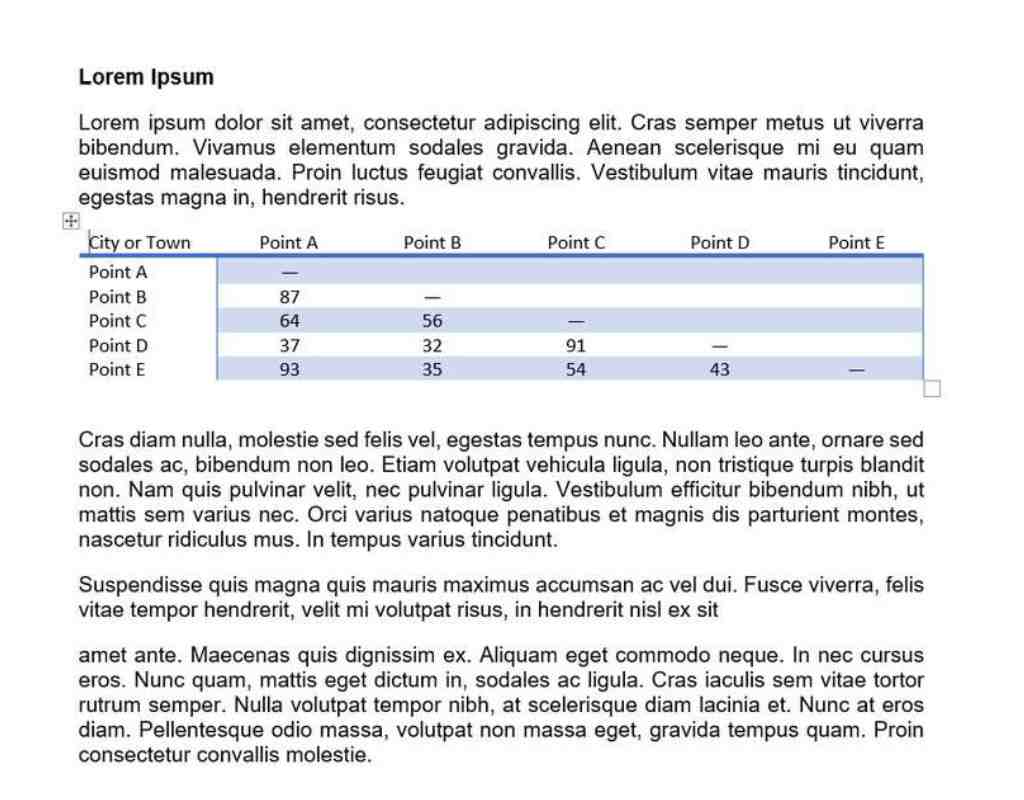 Lorem Ipsum
Lorem ipsum dolor sit amet, consectetur adipiscing elit. Cras semper metus ut viverra
bibendum. Vivamus elementum sodales gravida. Aenean scelerisque mi eu quam
euismod malesuada. Proin luctus feugiat convallis. Vestibulum vitae mauris tincidunt,
egestas magna in, hendrerit risus.
City or Town Point A Point B Point C Point D Point E
Point A —
Point B 87 —
Point C 64 56 —
Point D 37 32 91 —
Point E 93 35 54 43 —
Cras diam nulla, molestie sed felis vel, egestas tempus nunc. Nullam leo ante, ornare sed
sodales ac, bibendum non leo. Etiam volutpat vehicula ligula, non tristique turpis blandit
non. Nam quis pulvinar velit, nec pulvinar ligula. Vestibulum efficitur bibendum nibh, ut
mattis sem varius nec. Orci varius natoque penatibus et magnis dis parturient montes,
nascetur ridiculus mus. In tempus varius tincidunt.
Suspendisse quis magna quis mauris maximus accumsan ac vel dui. Fusce viverra, felis
vitae tempor hendrerit, velit mi volutpat risus, in hendrerit nisl ex sit
amet ante. Maecenas quis dignissim ex. Aliquam eget commodo neque. In nec cursus
eros. Nunc quam, mattis eget dictum in, sodales ac ligula. Cras iaculis sem vitae tortor
rutrum semper. Nulla volutpat tempor nibh, at scelerisque diam lacinia et. Nunc at eros
diam. Pellentesque odio massa, volutpat non massa eget, gravida tempus quam. Proin
consectetur convallis molestie.